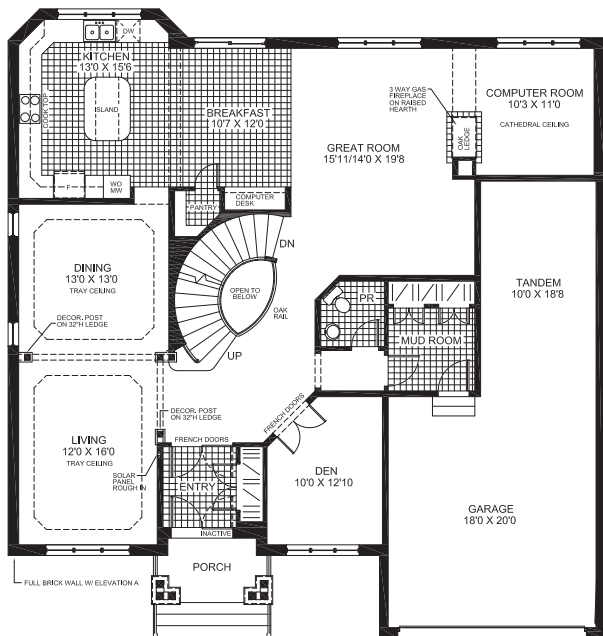 DW
KITCHEN
13'0 X 15'6
COOKTOP
ISLAND
BREAKFAST
10'7 X 12'0
3 WAY GAS
FIREPLACE
ON RAISED
HEARTH
OAK
LEDGE
COMPUTER ROOM
10'3 X 11'0
CATHEDRAL CEILING
GREAT ROOM
15'11/14'0 X 19'8
F
WO
MW
PANTRY
COMPUTER
DESK
DN
DINING
13'0 X 13'0
TRAY CEILING
OPEN TO
BELOW
OAK
RAIL
TANDEM
10'0 X 18'8
PR
MUD ROOM
DECOR. POST
ON 32"H LEDGE
UP
DECOR. POST
ON 32"H LEDGE
FRENCH DOORS
FRENCH DOORS
LIVING
12'0 X 16'0
TRAY CEILING
SOLAR
PANEL
ROUGH IN
ENTRY
DEN
10'0 X 12'10
GARAGE
18'0 X 20'0
INACTIVE
PORCH
FULL BRICK WALL W/ ELEVATION A